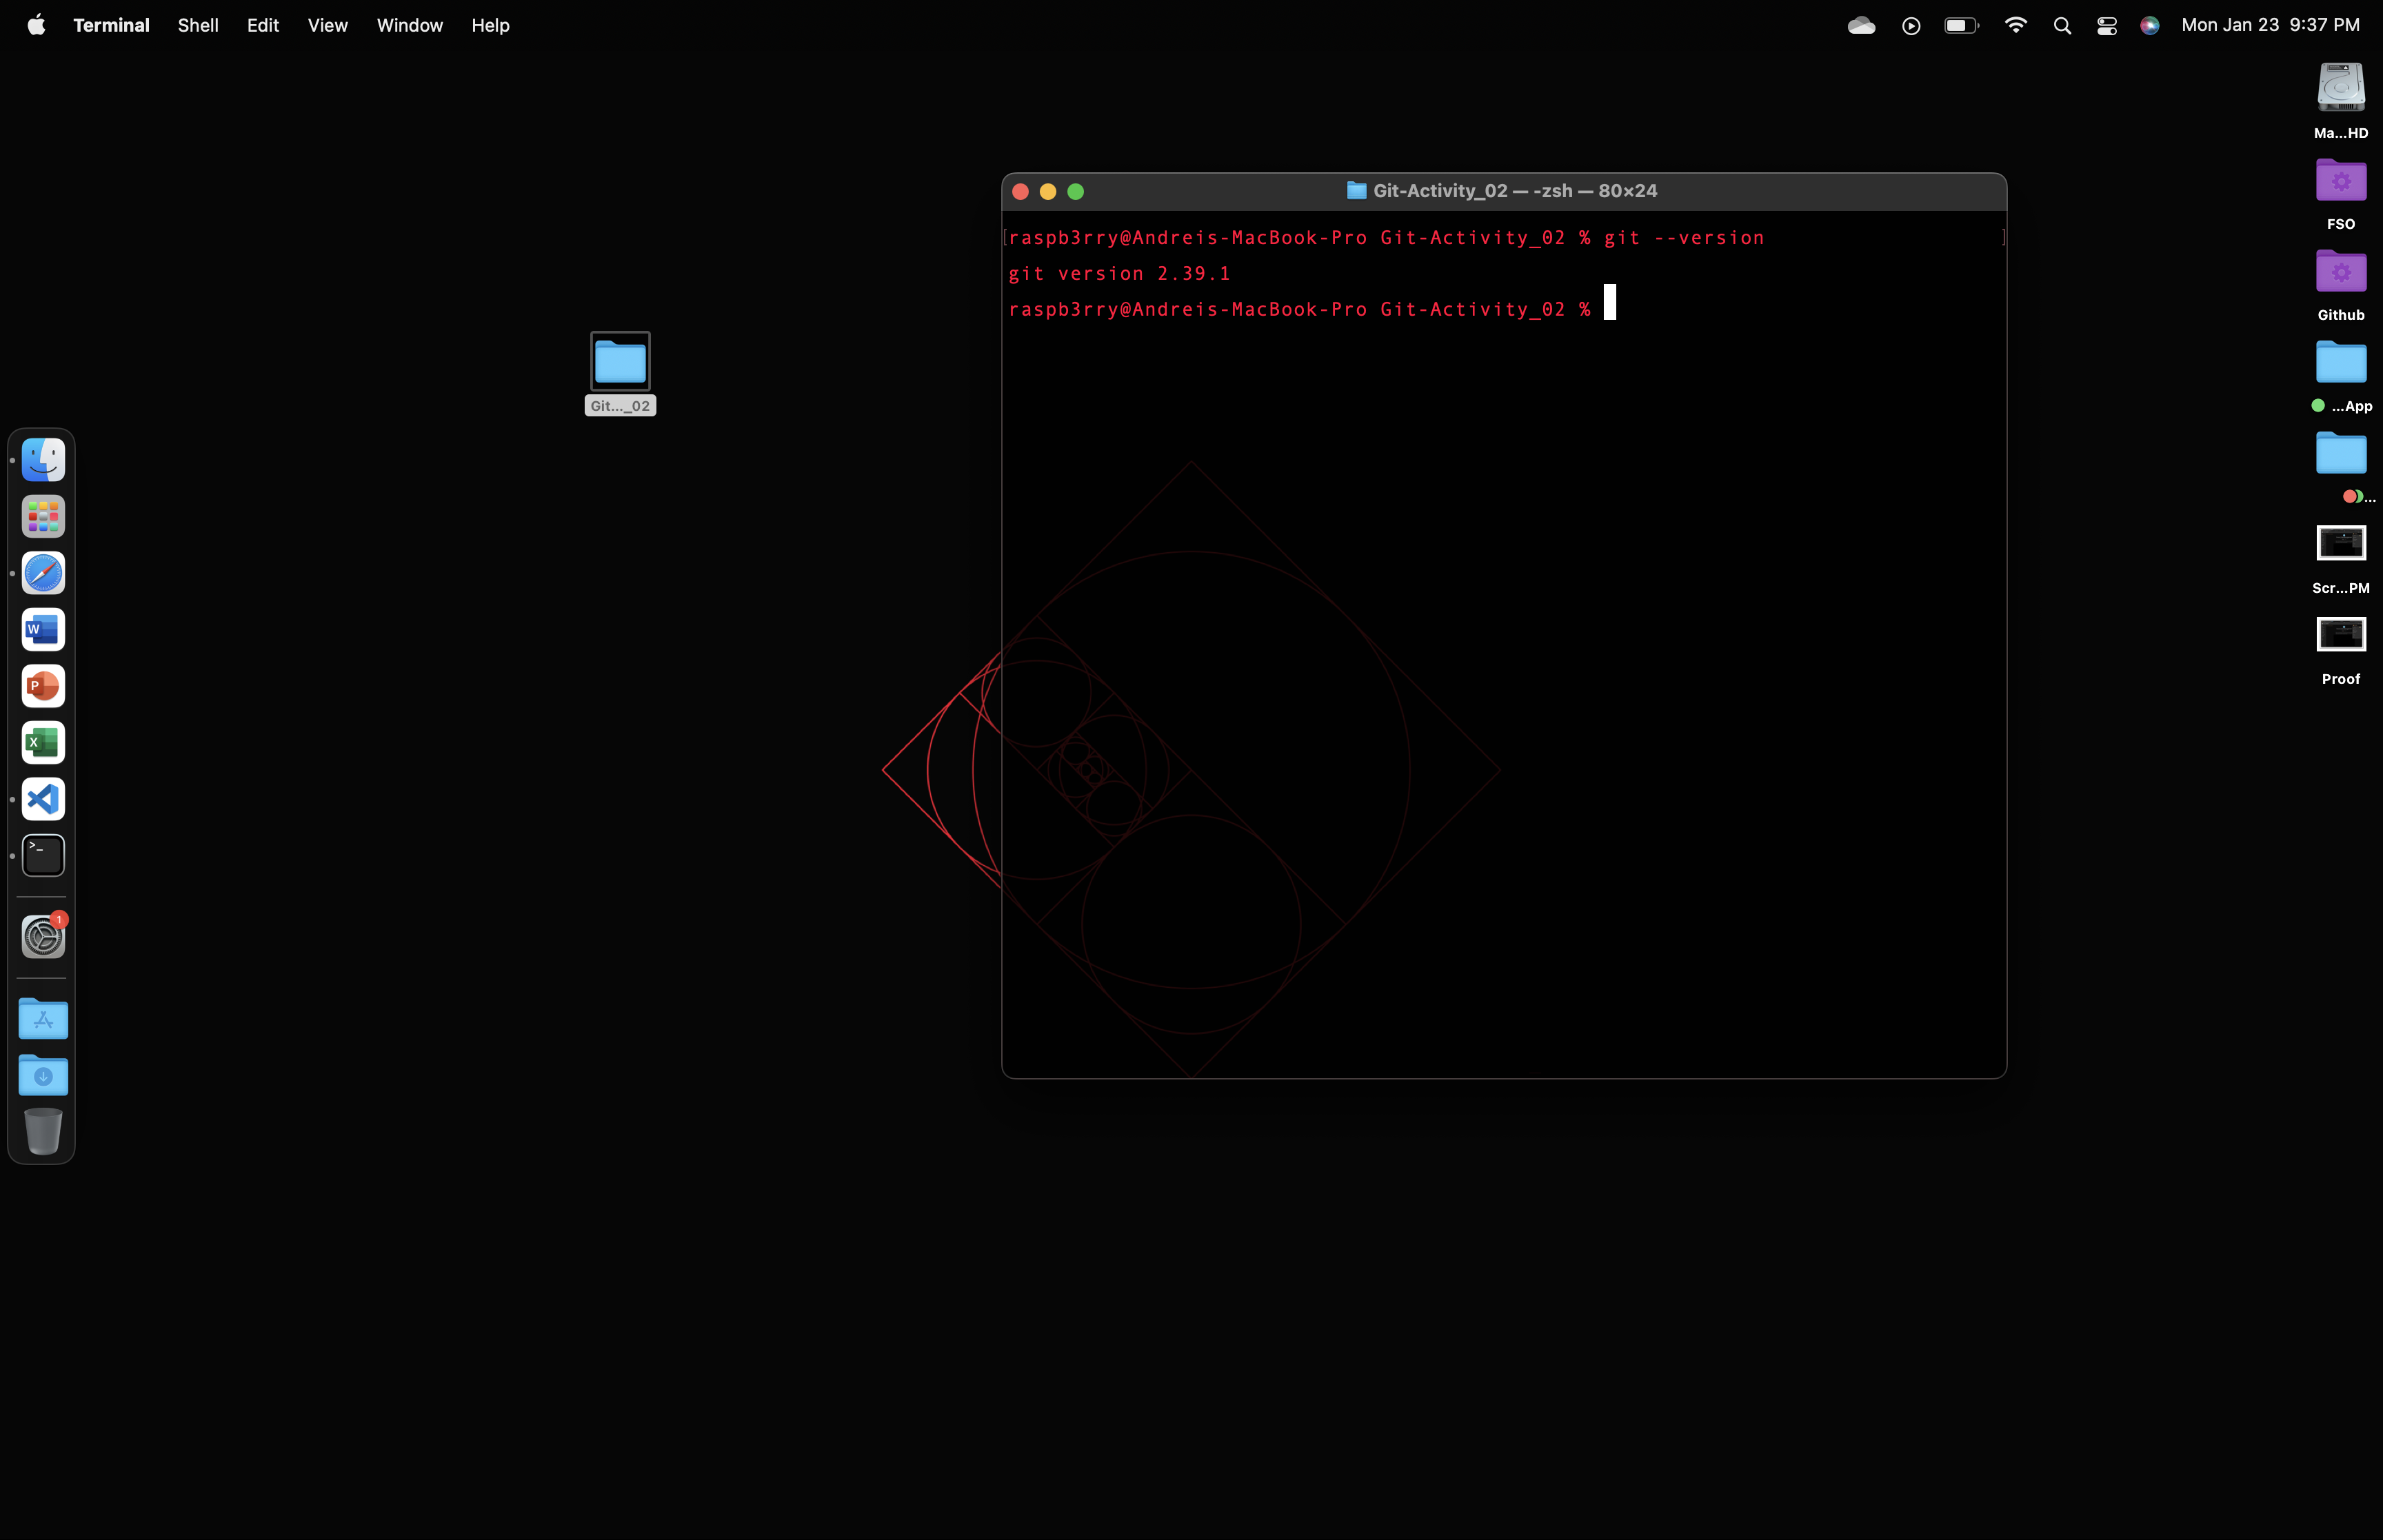 Terminal Shell Edit View Window Help Mon Jan 23 9:37 PM
Ma...HD
FSO
Github
...App
...
Scr...PM
Proof
Git..._02
Git-Activity_02 — -zsh — 80×24
[raspb3rry@Andreis-MacBook-Pro Git-Activity_02 % git --version ]
git version 2.39.1
raspb3rry@Andreis-MacBook-Pro Git-Activity_02 %
W
P
X
>_
1